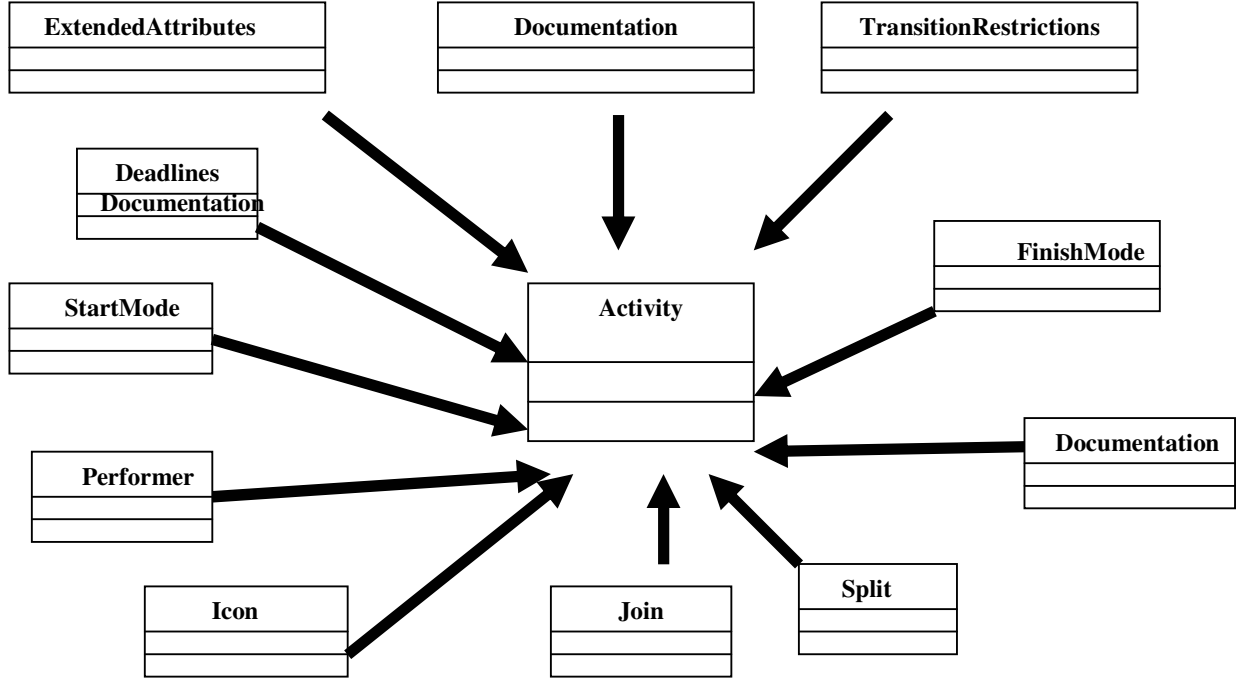 ExtendedAttributes
Documentation
TransitionRestrictions
Deadlines
Documentation
FinishMode
StartMode
Activity
Documentation
Performer
Icon
Join
Split